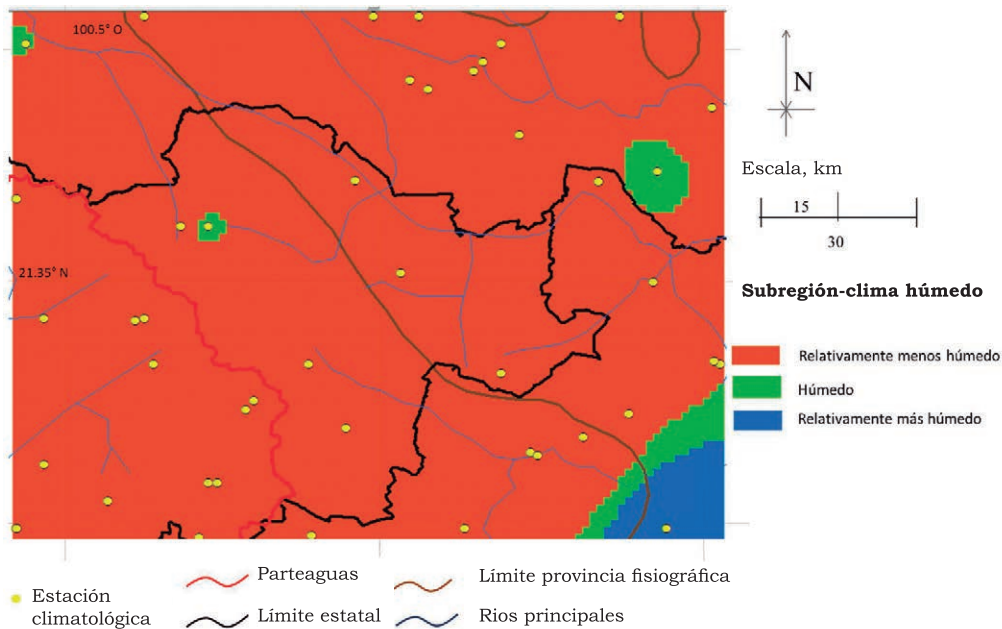 100.5° O
N
Escala, km
15
30
21.35° N
Subregión-clima húmedo
Relativamente menos húmedo
Húmedo
Relativamente más húmedo
Estación
climatológica
Parteaguas
Límite estatal
Límite provincia fisiográfica
Rios principales